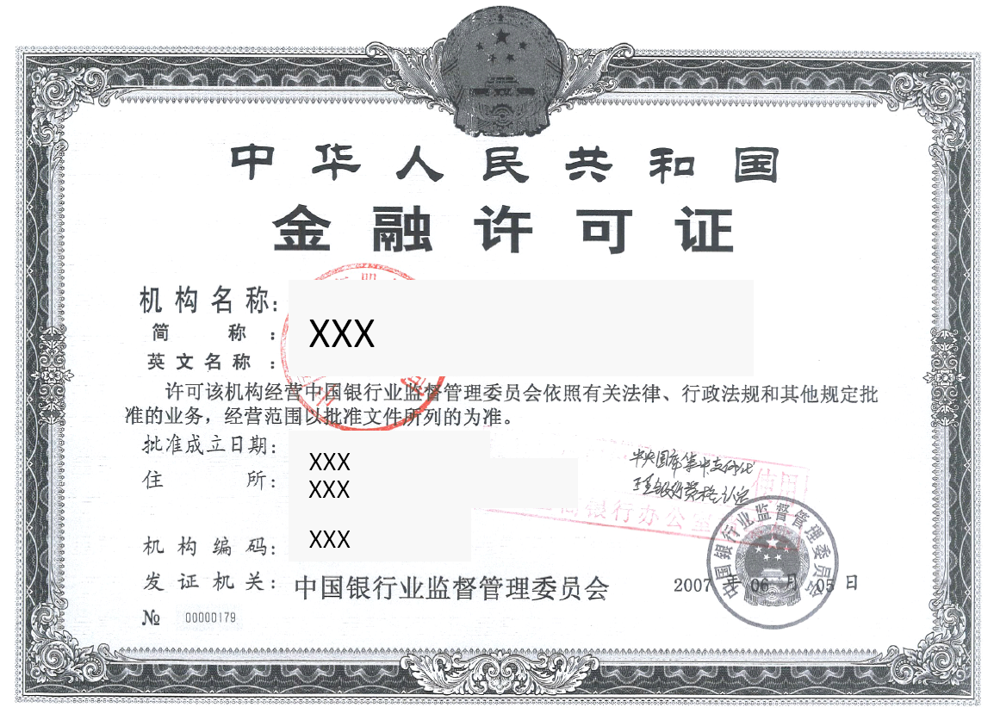 中华人民共和国
金融许可证
机构名称：
简 称 ： XXX
英文名称 ：
许可该机构经营中国银行业监督管理委员会依照有关法律、行政法规和其他规定批
准的业务，经营范围以批准文件所列的为准。
批准成立日期： XXX
住 所： XXX
机构编码： XXX
发证机关： 中国银行业监督管理委员会
2007 年 06 月 05 日
№ 00000179
中央国库集中支付代
理银行资格认定
使用
银行办公室
中国银行业监督管理委员会